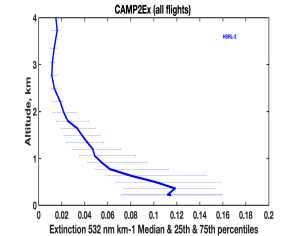 CAMP2Ex (all flights)
HSRL-2
Altitude, km
4
3
2
1
0
0 0.02 0.04 0.06 0.08 0.1 0.12 0.14 0.16 0.18 0.2
Extinction 532 nm km-1 Median & 25th & 75th percentiles